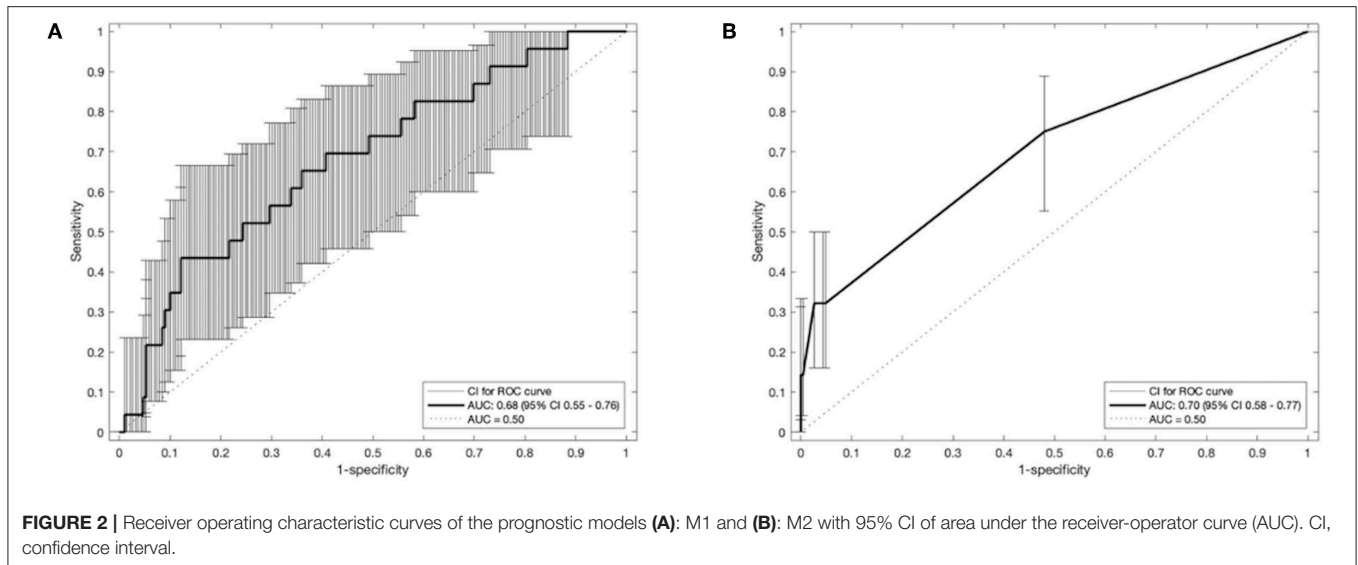 A
Sensitivity
1
0.9
0.8
0.7
0.6
0.5
0.4
0.3
0.2
0.1
0
0 0.1 0.2 0.3 0.4 0.5 0.6 0.7 0.8 0.9 1
1-specificity
CI for ROC curve
AUC: 0.68 (95% CI 0.55 - 0.76)
AUC = 0.50
B
Sensitivity
1
0.9
0.8
0.7
0.6
0.5
0.4
0.3
0.2
0.1
0
0 0.1 0.2 0.3 0.4 0.5 0.6 0.7 0.8 0.9 1
1-specificity
CI for ROC curve
AUC: 0.70 (95% CI 0.58 - 0.77)
AUC = 0.50
FIGURE 2 | Receiver operating characteristic curves of the prognostic models (A): M1 and (B): M2 with 95% CI of area under the receiver-operator curve (AUC). CI,
confidence interval.